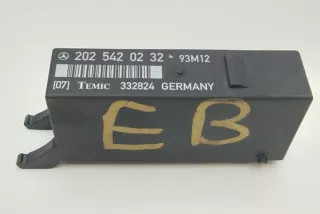 202 542 02 32 * 93M12
[07] TEMIC 332824 GERMANY
EB